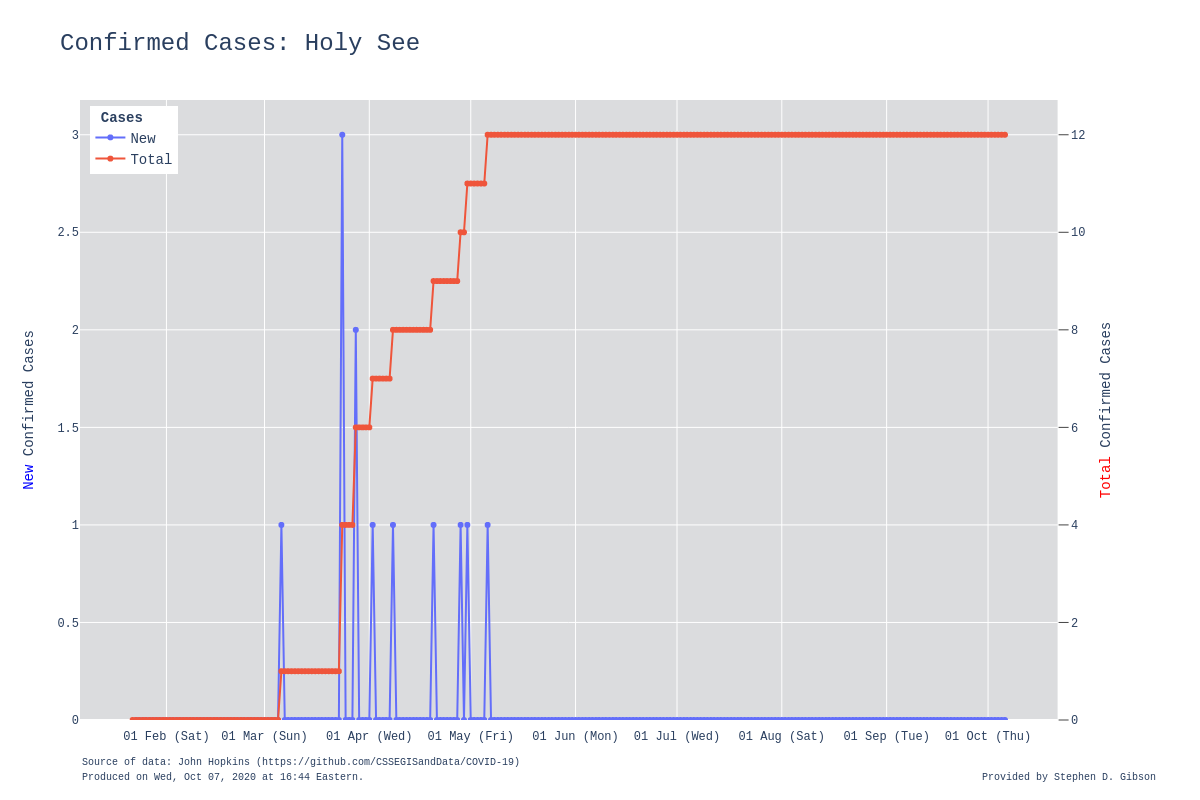 Confirmed Cases: Holy See
Cases
New
Total
3
2.5
2
1.5
1
0.5
0
12
10
8
6
4
2
0
New Confirmed Cases
Total Confirmed Cases
01 Feb (Sat) 01 Mar (Sun) 01 Apr (Wed) 01 May (Fri) 01 Jun (Mon) 01 Jul (Wed) 01 Aug (Sat) 01 Sep (Tue) 01 Oct (Thu)
Source of data: John Hopkins (https://github.com/CSSEGISandData/COVID-19)
Produced on Wed, Oct 07, 2020 at 16:44 Eastern.
Provided by Stephen D. Gibson